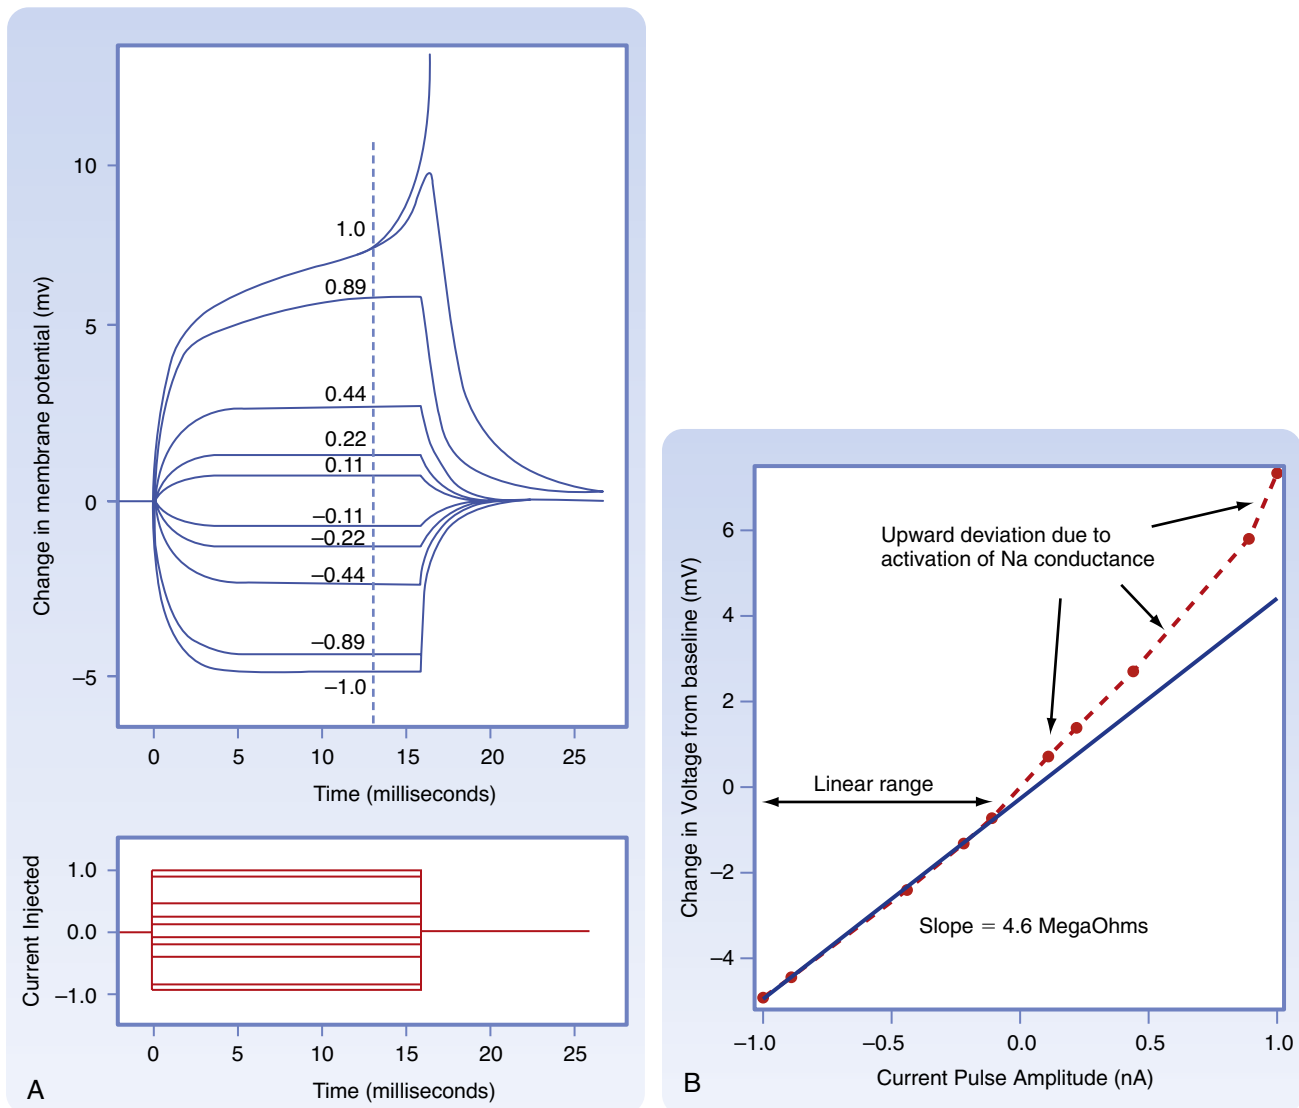 Change in membrane potential (mv)
10
5
0
–5
1.0
0.89
0.44
0.22
0.11
–0.11
–0.22
–0.44
–0.89
–1.0
0 5 10 15 20 25
Time (milliseconds)
Current Injected
1.0
0.0
–1.0
0 5 10 15 20 25
Time (milliseconds)
A
Change in Voltage from baseline (mV)
6
4
2
0
–2
–4
Upward deviation due to
activation of Na conductance
Linear range
Slope = 4.6 MegaOhms
–1.0 –0.5 0.0 0.5 1.0
Current Pulse Amplitude (nA)
B